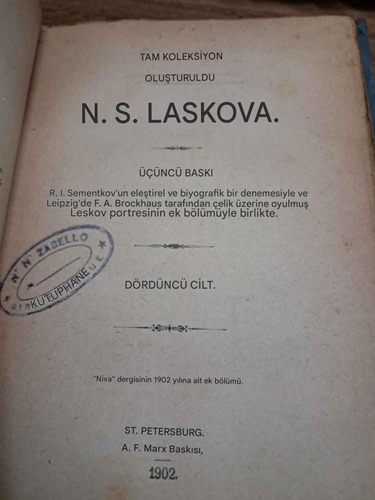 TAM KOLEKSİYON
OLUŞTURULDU
N. S. LASKOVA.
ÜÇÜNCÜ BASKI
R. I. Sementkov'un eleştirel ve biyografik bir denemesiyle ve
Leipzig'de F. A. Brockhaus tarafından çelik üzerine oyulmuş
Leskov portresinin ek bölümüyle birlikte.
N. N. ZABELLO
KUTUPHANE
DÖRDÜNCÜ CİLT.
"Niva" dergisinin 1902 yılına ait ek bölümü.
ST. PETERSBURG.
A. F. Marx Baskısı,
1902.